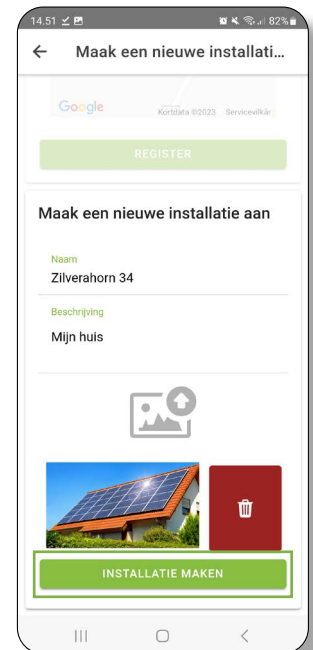 14.51 82%
Maak een nieuwe installati...
Google Kortdata ©2023 Servicevilkår
REGISTER
Maak een nieuwe installatie aan
Naam
Zilverahorn 34
Beschrijving
Mijn huis
INSTALLATIE MAKEN